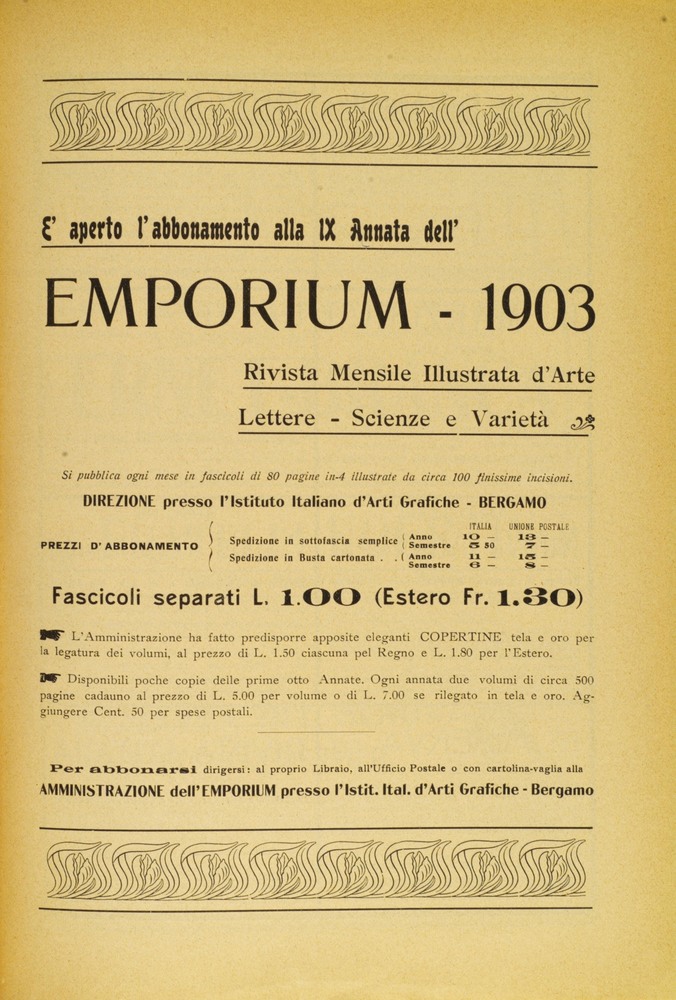 E' aperto l'abbonamento alla IX Annata dell'
EMPORIUM - 1903
Rivista Mensile Illustrata d'Arte
Lettere - Scienze e Varietà
Si pubblica ogni mese in fascicoli di 80 pagine in-4 illustrate da circa 100 finissime incisioni.
DIREZIONE presso l'Istituto Italiano d'Arti Grafiche - BERGAMO
ITALIA UNIONE POSTALE
PREZZI D'ABBONAMENTO
Spedizione in sottofascia semplice { Anno 10 — 13 —
Semestre 5 50 7 —
Spedizione in Busta cartonata . . ( Anno 11 — 15 —
Semestre 6 — 8 —
Fascicoli separati L. 1.00 (Estero Fr. 1.30)
L'Amministrazione ha fatto predisporre apposite eleganti COPERTINE tela e oro per
la legatura dei volumi, al prezzo di L. 1.50 ciascuna pel Regno e L. 1.80 per l'Estero.
Disponibili poche copie delle prime otto Annate. Ogni annata due volumi di circa 500
pagine cadauno al prezzo di L. 5.00 per volume o di L. 7.00 se rilegato in tela e oro. Ag-
giungere Cent. 50 per spese postali.
Per abbonarsi dirigersi: al proprio Libraio, all'Ufficio Postale o con cartolina-vaglia alla
AMMINISTRAZIONE dell'EMPORIUM presso l'Istit. Ital. d'Arti Grafiche - Bergamo